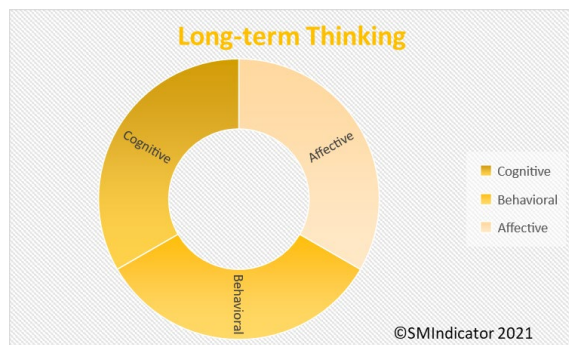 Long-term Thinking
Cognitive
Affective
Behavioral
Cognitive
Behavioral
Affective
©SMIndicator 2021